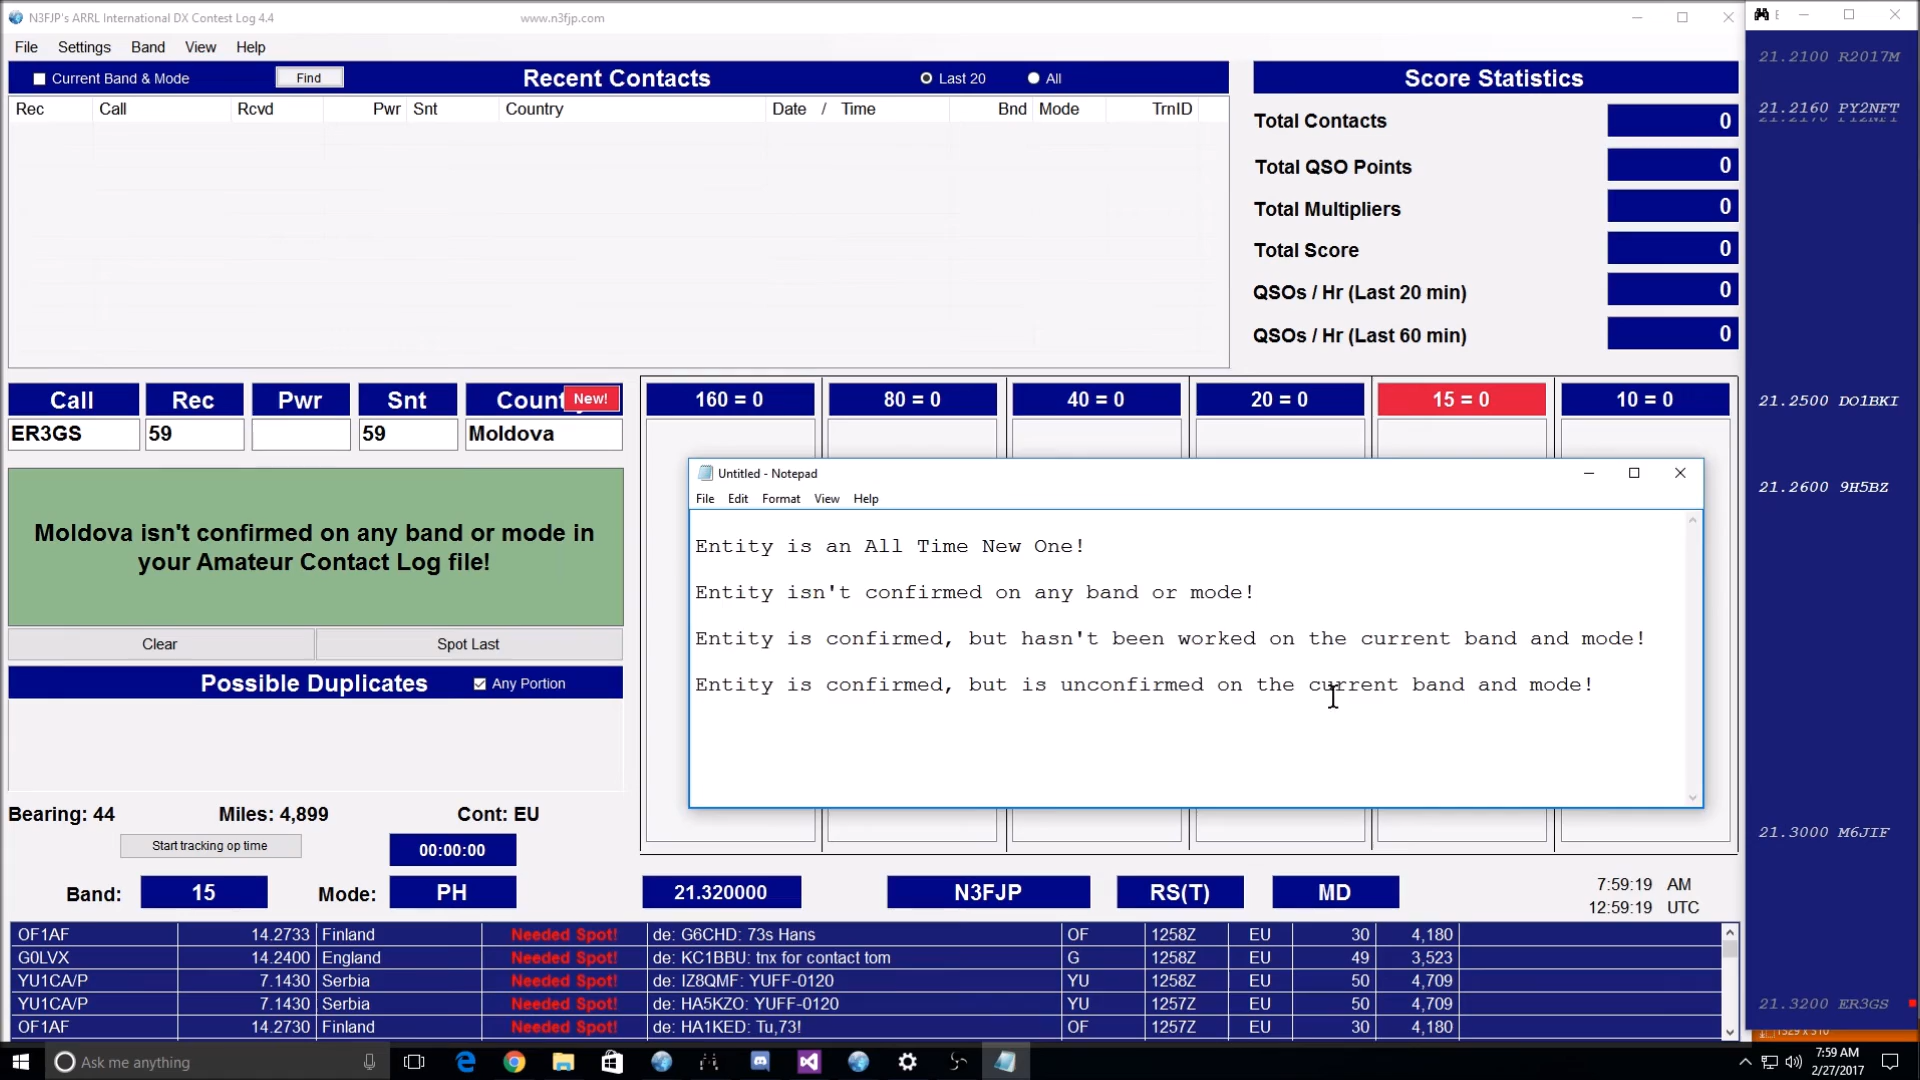 N3FJP's ARRL International DX Contest Log 4.4 www.n3fjp.com
File Settings Band View Help
Current Band & Mode Find Recent Contacts Last 20 All
Rec Call Rcvd Pwr Snt Country Date / Time Bnd Mode TrnID
Score Statistics
Total Contacts 0
Total QSO Points 0
Total Multipliers 0
Total Score 0
QSOs / Hr (Last 20 min) 0
QSOs / Hr (Last 60 min) 0
Call Rec Pwr Snt Count New!
ER3GS 59 59 Moldova
160 = 0 80 = 0 40 = 0 20 = 0 15 = 0 10 = 0
Moldova isn't confirmed on any band or mode in
your Amateur Contact Log file!
Clear Spot Last
Possible Duplicates Any Portion
Untitled - Notepad
File Edit Format View Help
Entity is an All Time New One!
Entity isn't confirmed on any band or mode!
Entity is confirmed, but hasn't been worked on the current band and mode!
Entity is confirmed, but is unconfirmed on the current band and mode!
Bearing: 44 Miles: 4,899 Cont: EU
Start tracking op time 00:00:00
Band: 15 Mode: PH 21.320000 N3FJP RS(T) MD
7:59:19 AM
12:59:19 UTC
OF1AF 14.2733 Finland Needed Spot! de: G6CHD: 73s Hans OF 1258Z EU 30 4,180
G0LVX 14.2400 England Needed Spot! de: KC1BBU: tnx for contact tom G 1258Z EU 49 3,523
YU1CA/P 7.1430 Serbia Needed Spot! de: IZ8QMF: YUFF-0120 YU 1258Z EU 50 4,709
YU1CA/P 7.1430 Serbia Needed Spot! de: HA5KZO: YUFF-0120 YU 1257Z EU 50 4,709
OF1AF 14.2730 Finland Needed Spot! de: HA1KED: Tu,73! OF 1257Z EU 30 4,180
21.2100 R2017M
21.2160 PY2NFT
21.2500 DO1BKI
21.2600 9H5BZ
21.3000 M6JIF
21.3200 ER3GS
Ask me anything
7:59 AM
2/27/2017